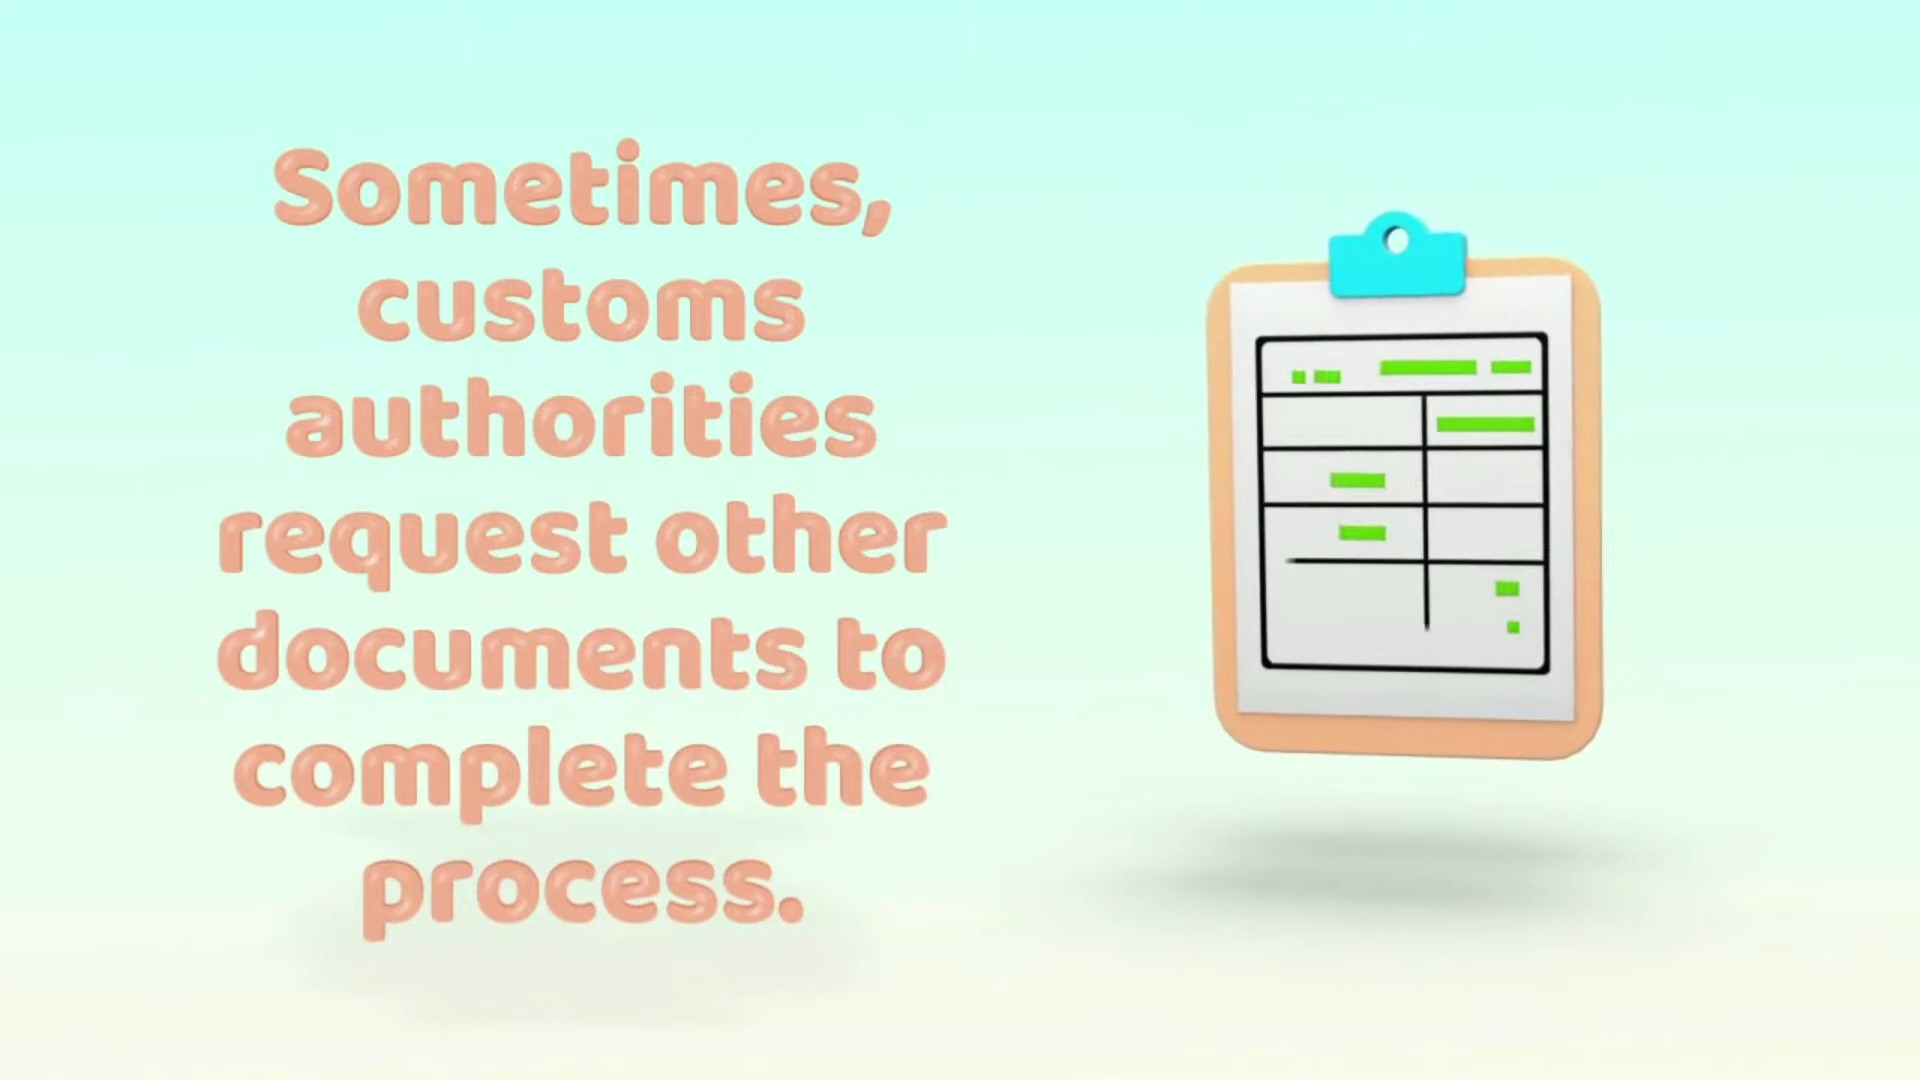 Sometimes,
customs
authorities
request other
documents to
complete the
process.